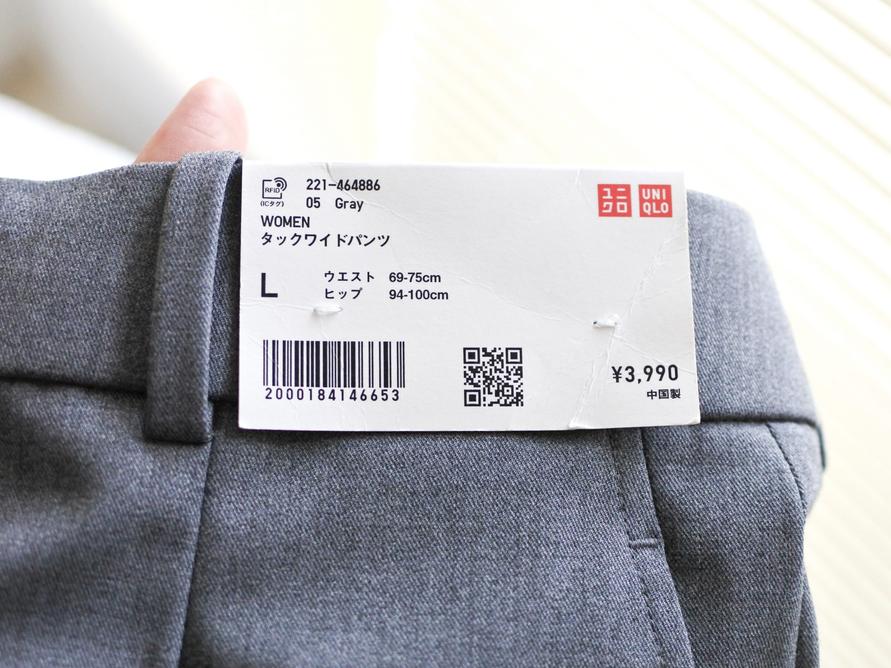 RFID
(ICタグ)
221-464886
05 Gray
WOMEN
タックワイドパンツ
L
ウエスト 69-75cm
ヒップ 94-100cm
ユニ
クロ
UNI
QLO
2000184146653
¥3,990
中国製